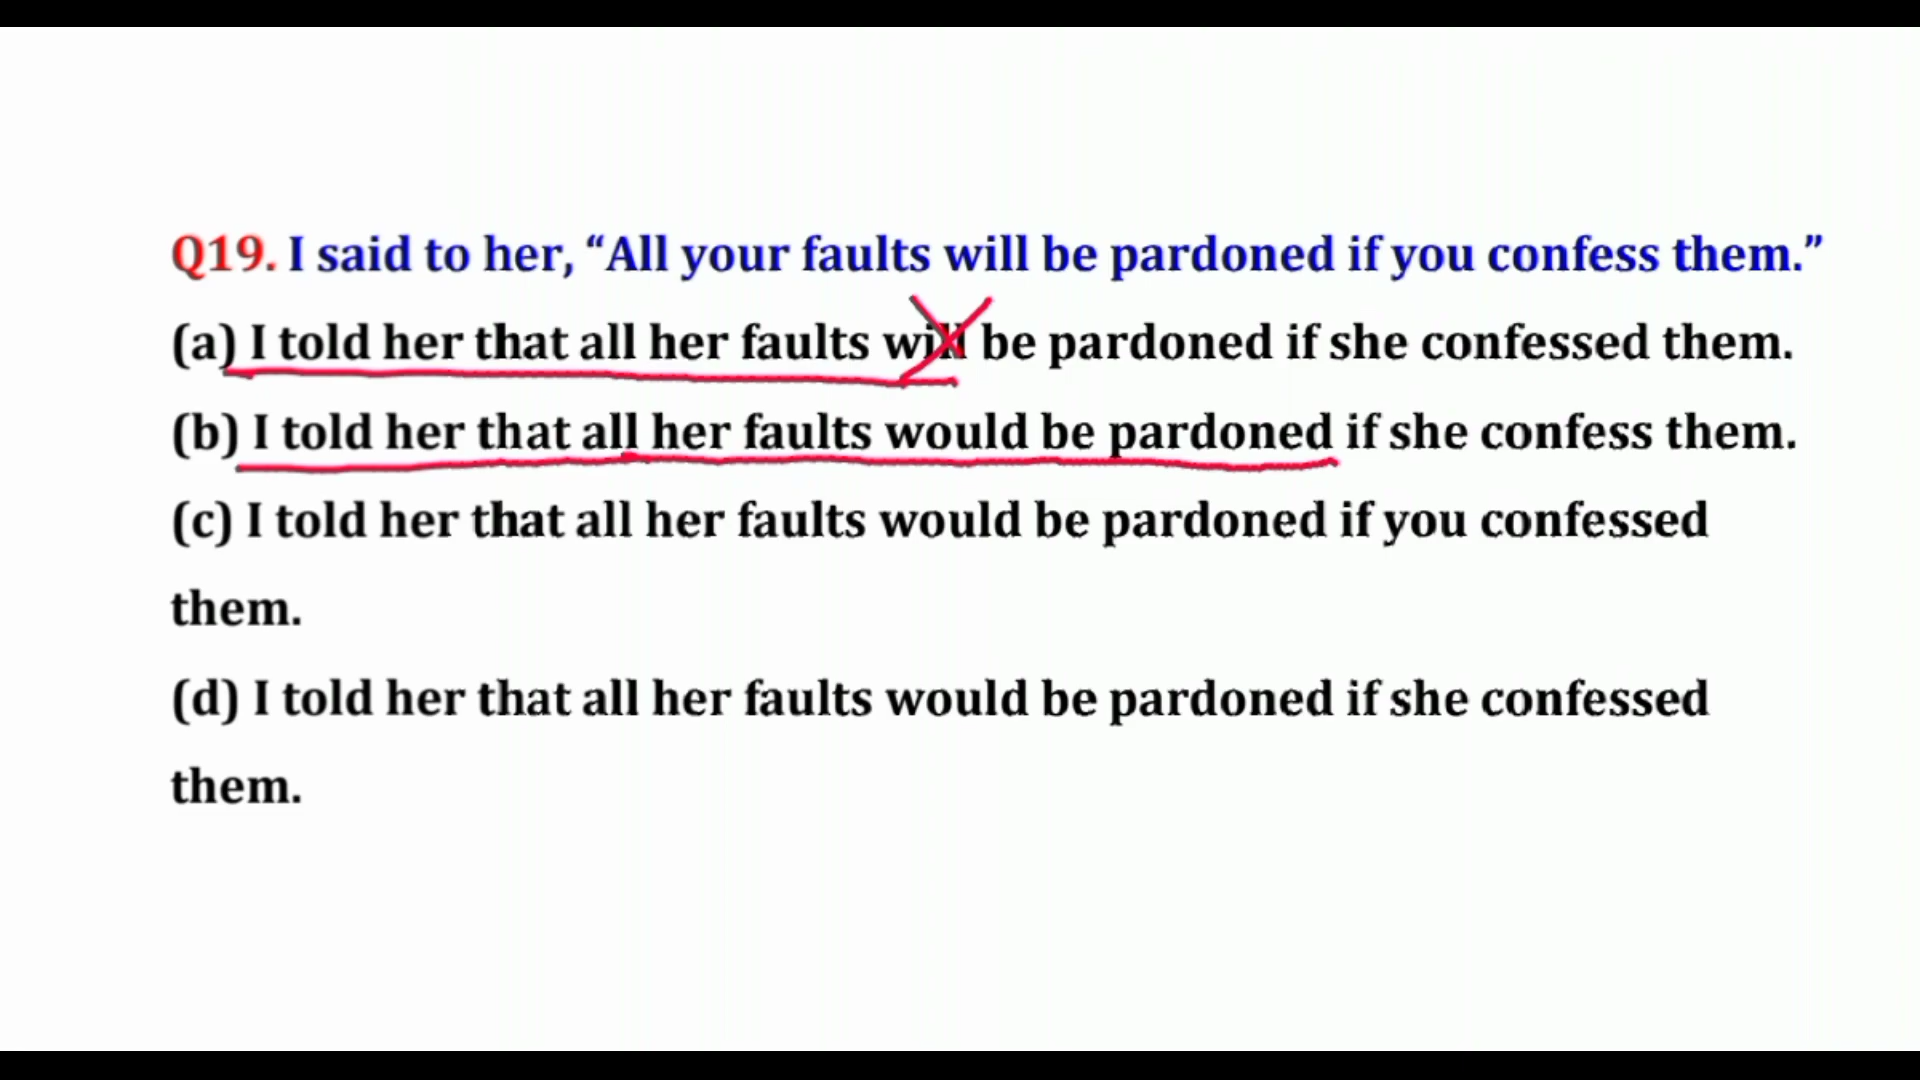 Q19. I said to her, “All your faults will be pardoned if you confess them.”
(a) I told her that all her faults will be pardoned if she confessed them.
(b) I told her that all her faults would be pardoned if she confess them.
(c) I told her that all her faults would be pardoned if you confessed
them.
(d) I told her that all her faults would be pardoned if she confessed
them.